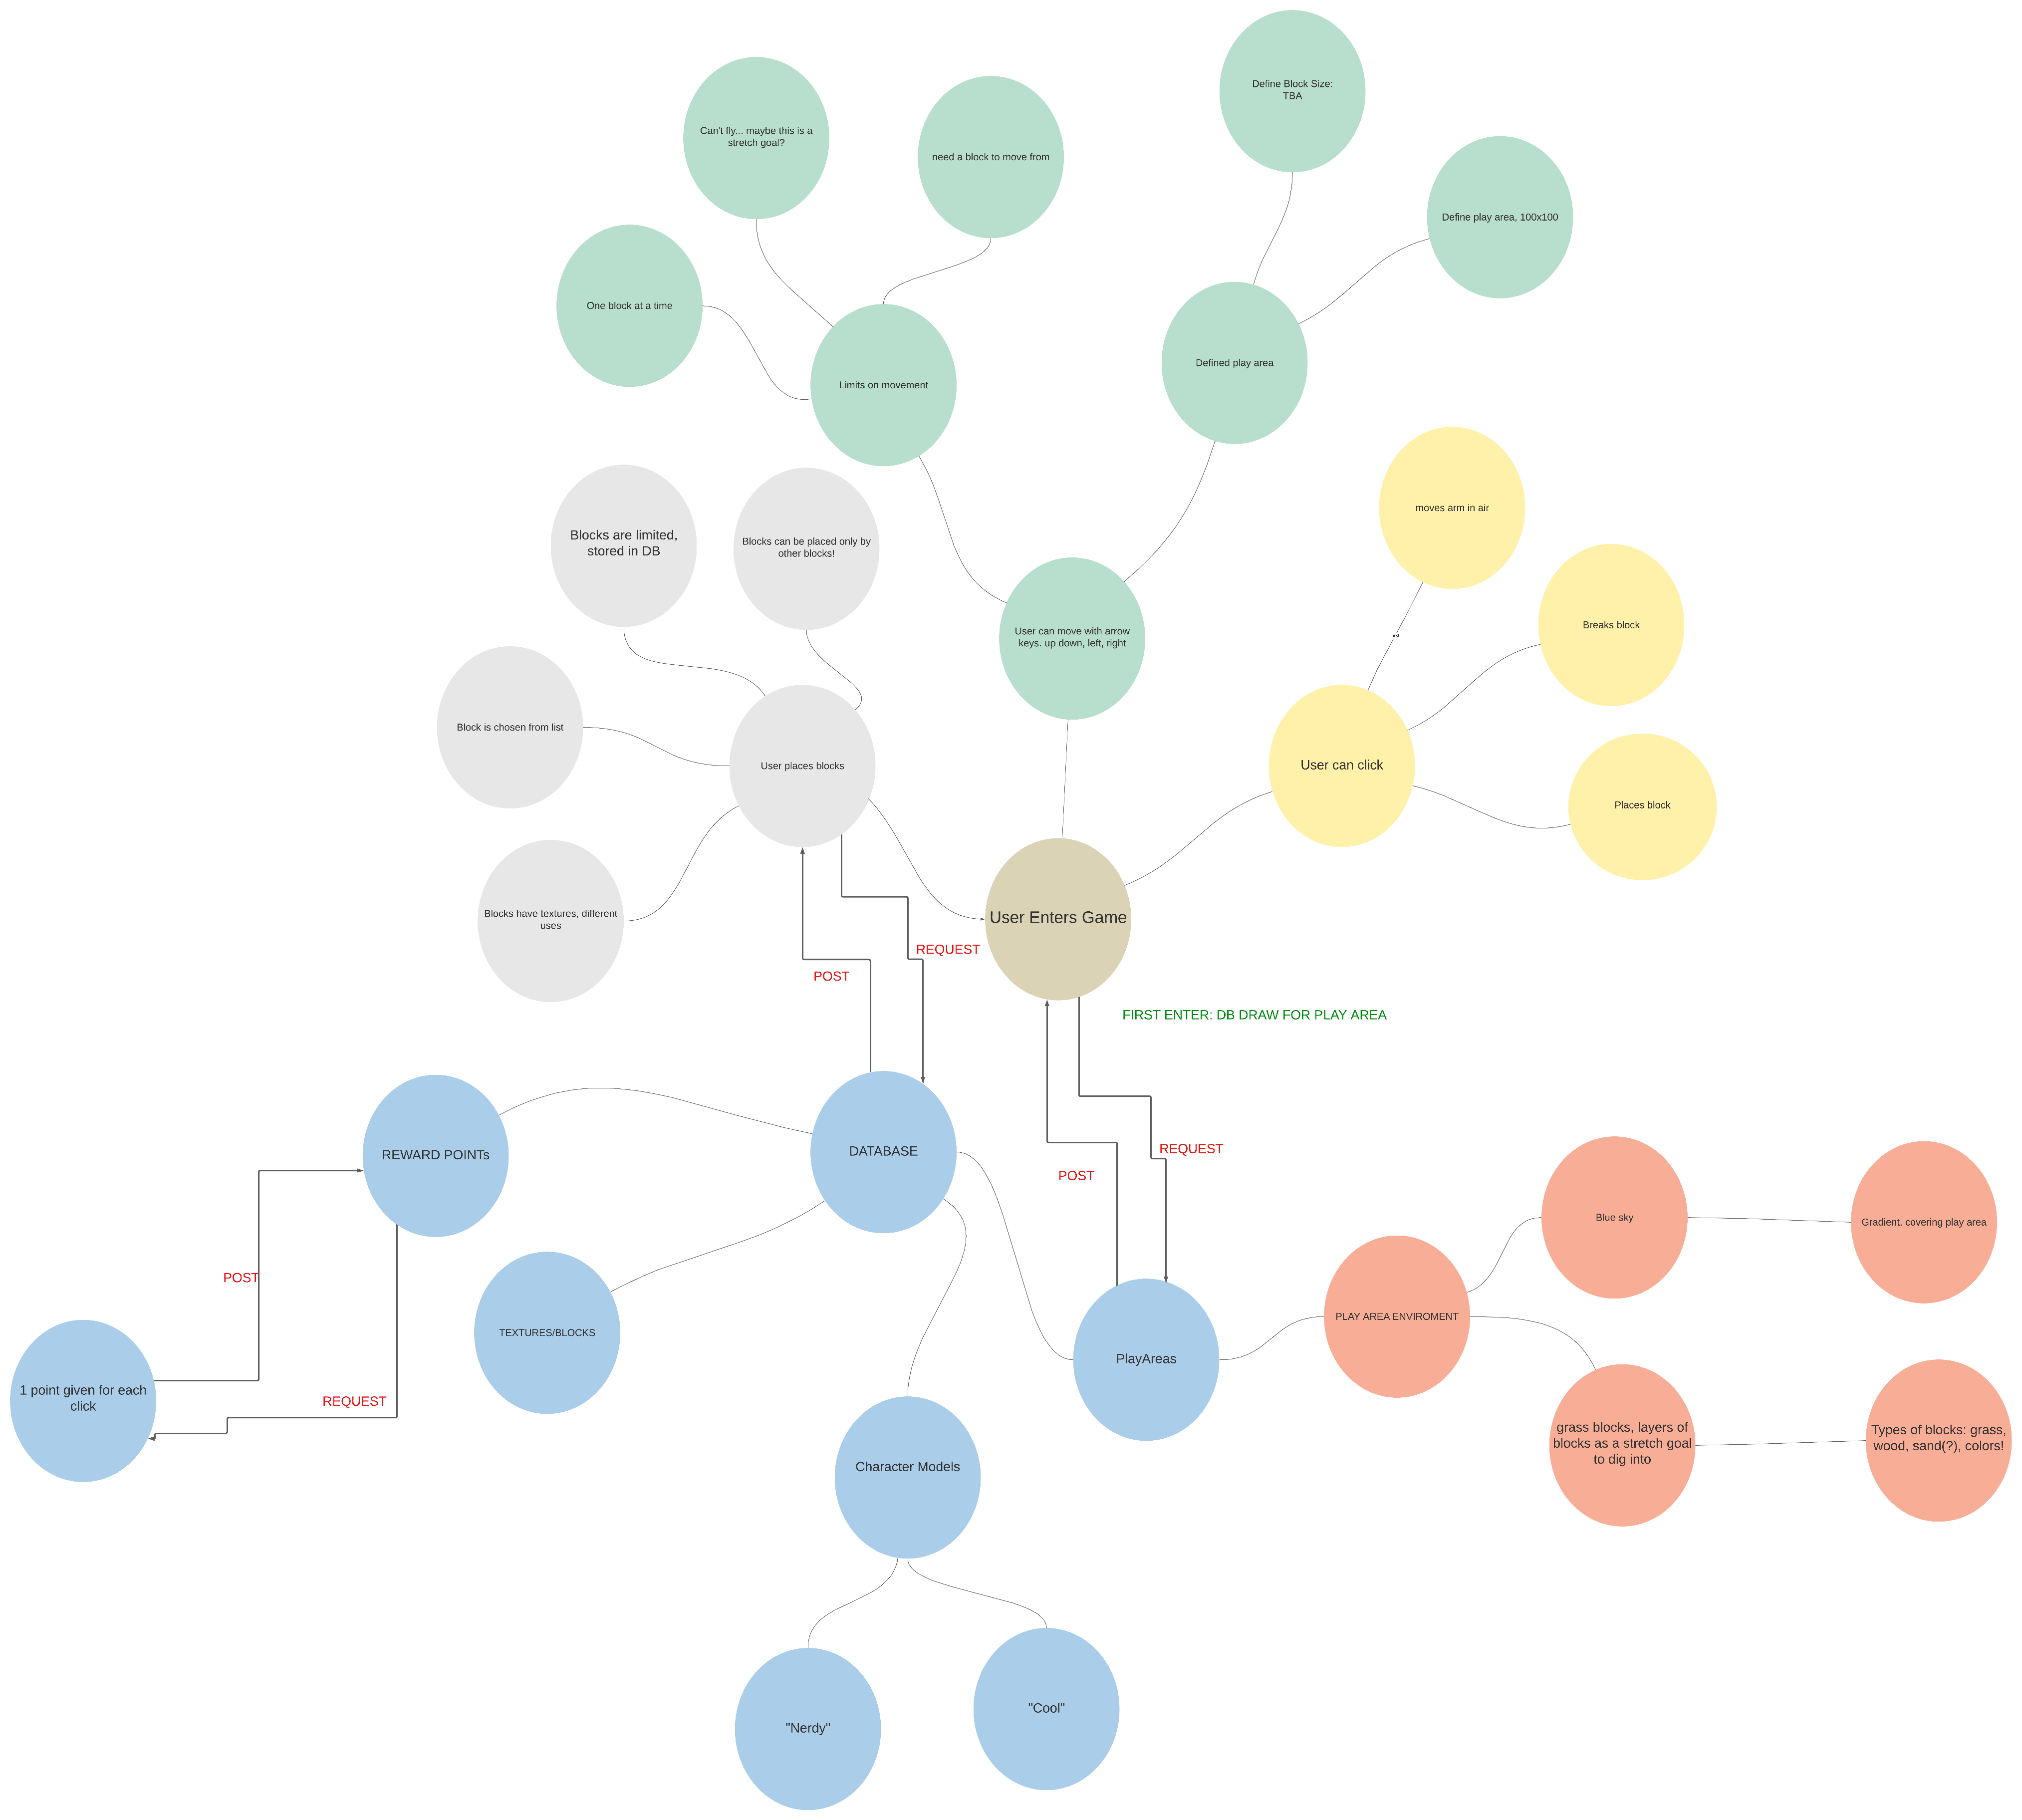 Define Block Size:
TBA
Can't fly... maybe this is a
stretch goal?
need a block to move from
Define play area, 100x100
One block at a time
Limits on movement
Defined play area
moves arm in air
Blocks are limited,
stored in DB
Blocks can be placed only by
other blocks!
User can move with arrow
keys. up down, left, right
Text
Breaks block
Block is chosen from list
User places blocks
User can click
Places block
Blocks have textures, different
uses
User Enters Game
REQUEST
POST
FIRST ENTER: DB DRAW FOR PLAY AREA
REWARD POINTs
DATABASE
REQUEST
POST
Blue sky
Gradient, covering play area
POST
PLAY AREA ENVIROMENT
TEXTURES/BLOCKS
PlayAreas
1 point given for each
click
REQUEST
grass blocks, layers of
blocks as a stretch goal
to dig into
Types of blocks: grass,
wood, sand(?), colors!
Character Models
"Nerdy"
"Cool"